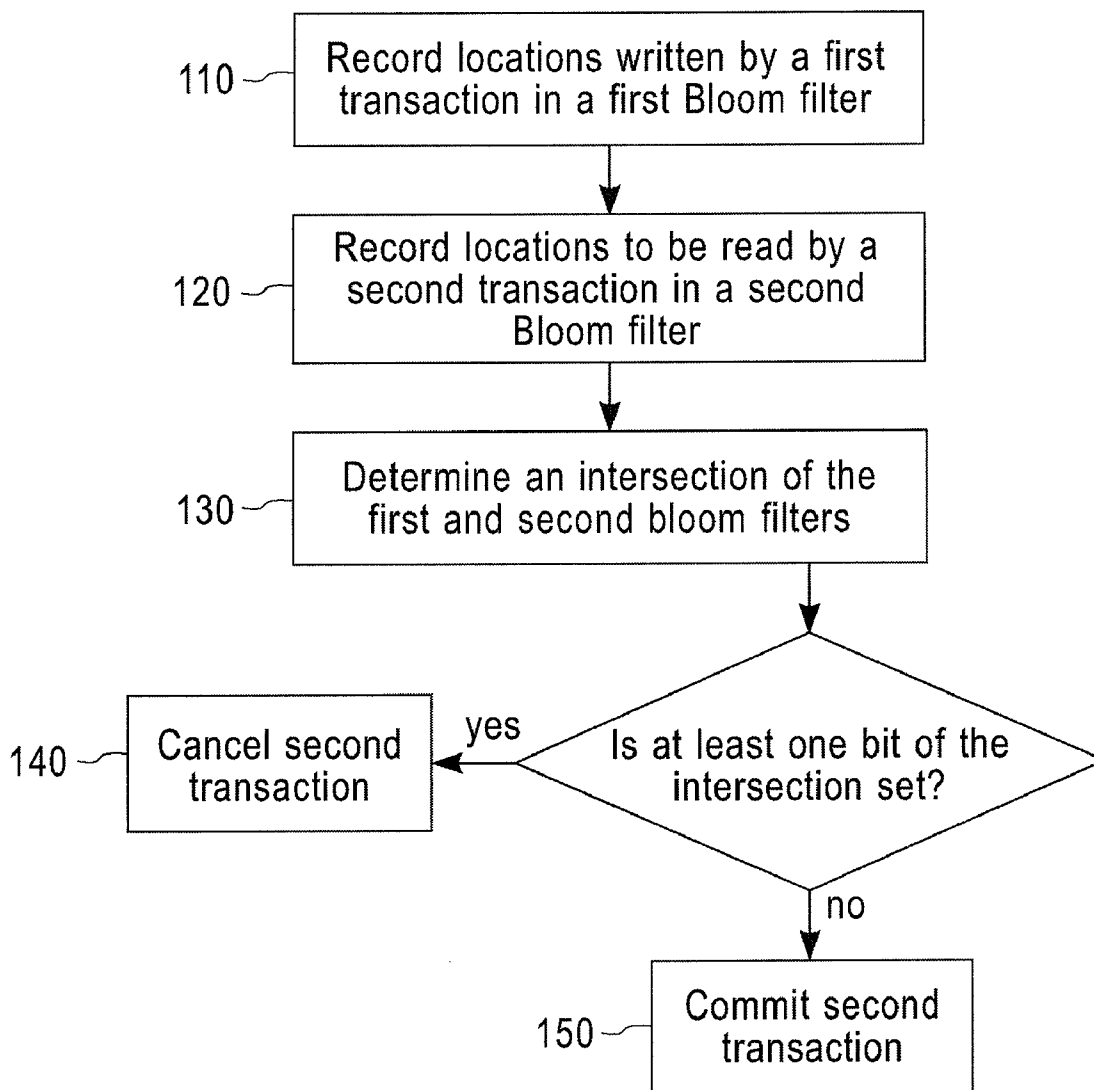 110
Record locations written by a first
transaction in a first Bloom filter
120
Record locations to be read by a
second transaction in a second
Bloom filter
130
Determine an intersection of the
first and second bloom filters
140
Cancel second
transaction
yes
Is at least one bit of the
intersection set?
no
150
Commit second
transaction